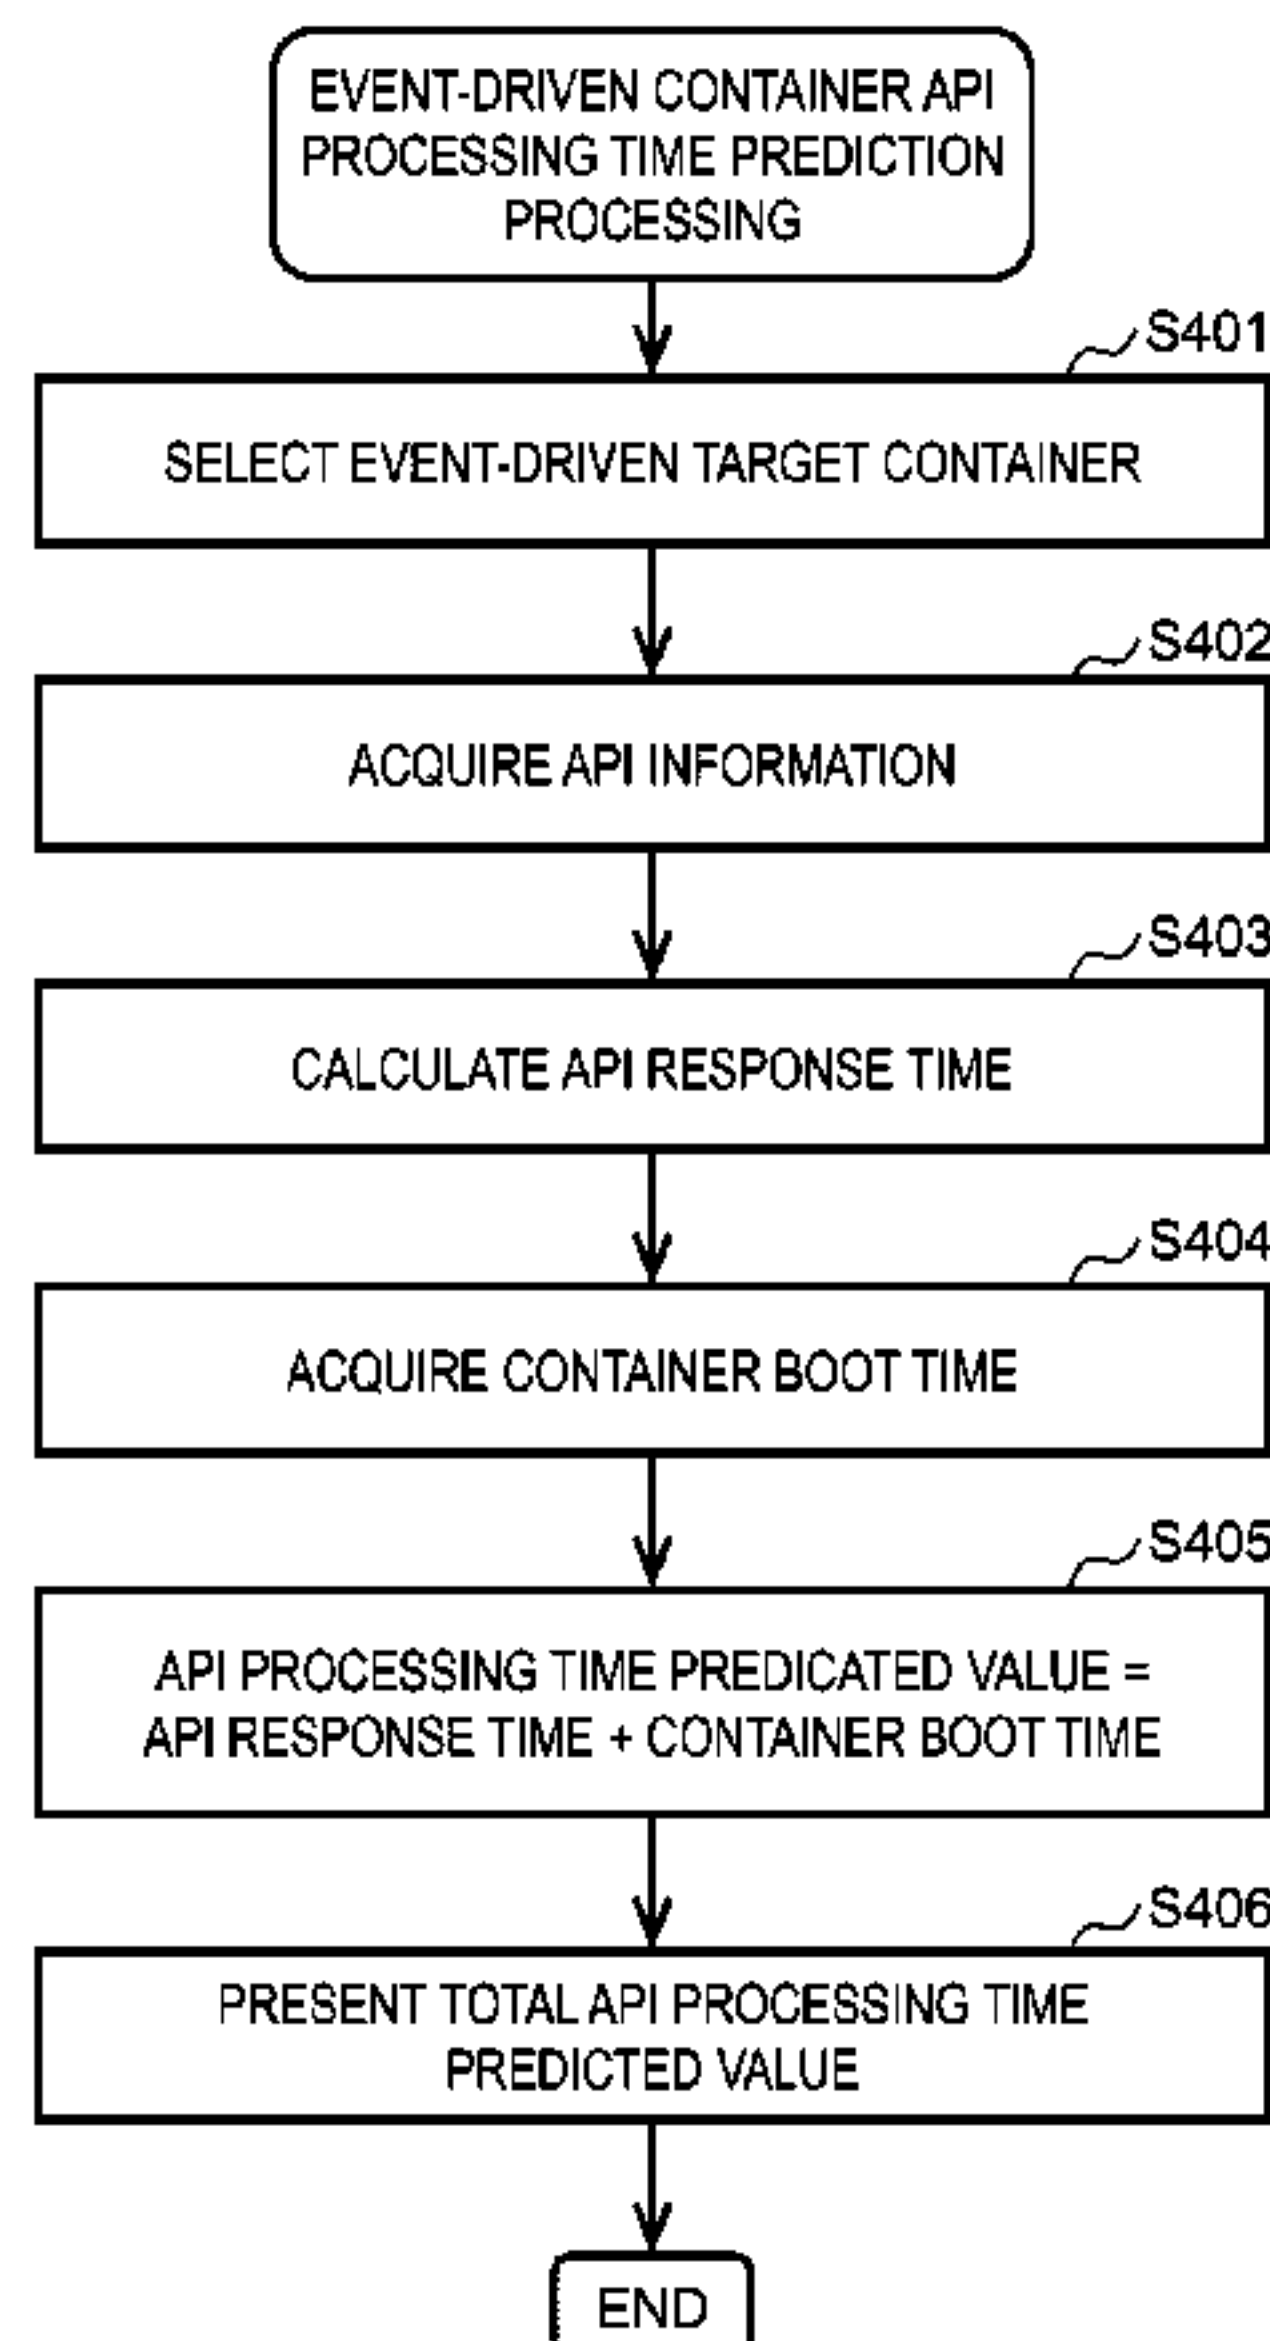 EVENT-DRIVEN CONTAINER API
PROCESSING TIME PREDICTION
PROCESSING
S401
SELECT EVENT-DRIVEN TARGET CONTAINER
S402
ACQUIRE API INFORMATION
S403
CALCULATE API RESPONSE TIME
S404
ACQUIRE CONTAINER BOOT TIME
S405
API PROCESSING TIME PREDICATED VALUE =
API RESPONSE TIME + CONTAINER BOOT TIME
S406
PRESENT TOTAL API PROCESSING TIME
PREDICTED VALUE
END